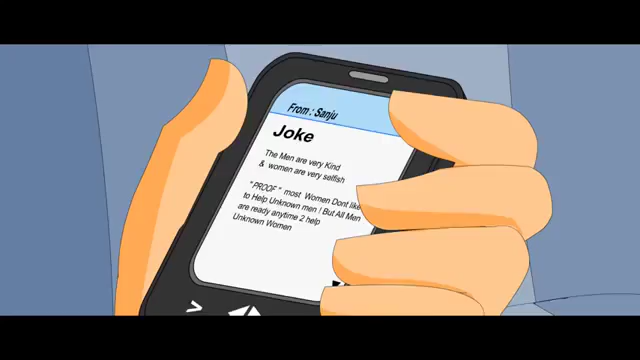 From : Sanju
Joke
The Men are very Kind
& women are very selfish
"PROOF" most Women Dont like
to Help Unknown men ! But All Men
are ready anytime 2 help
Unknown Women